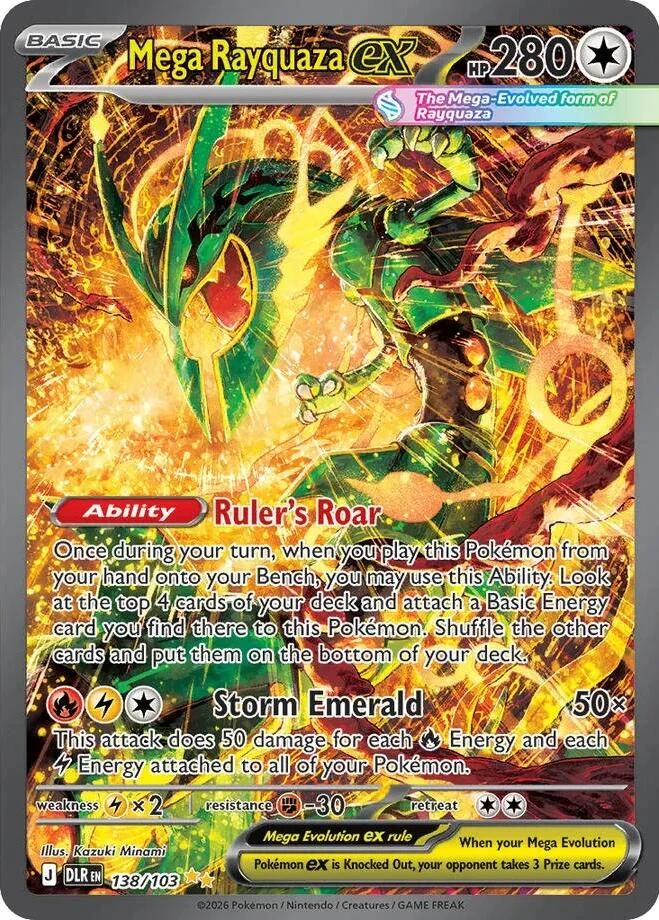 BASIC
Mega Rayquaza ex
HP 280
The Mega-Evolved form of
Rayquaza
Ability Ruler's Roar
Once during your turn, when you play this Pokémon from
your hand onto your Bench, you may use this Ability. Look
at the top 4 cards of your deck and attach a Basic Energy
card you find there to this Pokémon. Shuffle the other
cards and put them on the bottom of your deck.
Storm Emerald 50×
This attack does 50 damage for each Energy and each
Energy attached to all of your Pokémon.
weakness ×2 resistance -30 retreat
Illus. Kazuki Minami
Mega Evolution ex rule
When your Mega Evolution
Pokémon ex is Knocked Out, your opponent takes 3 Prize cards.
J DLR EN 138/103
©2026 Pokémon / Nintendo / Creatures / GAME FREAK